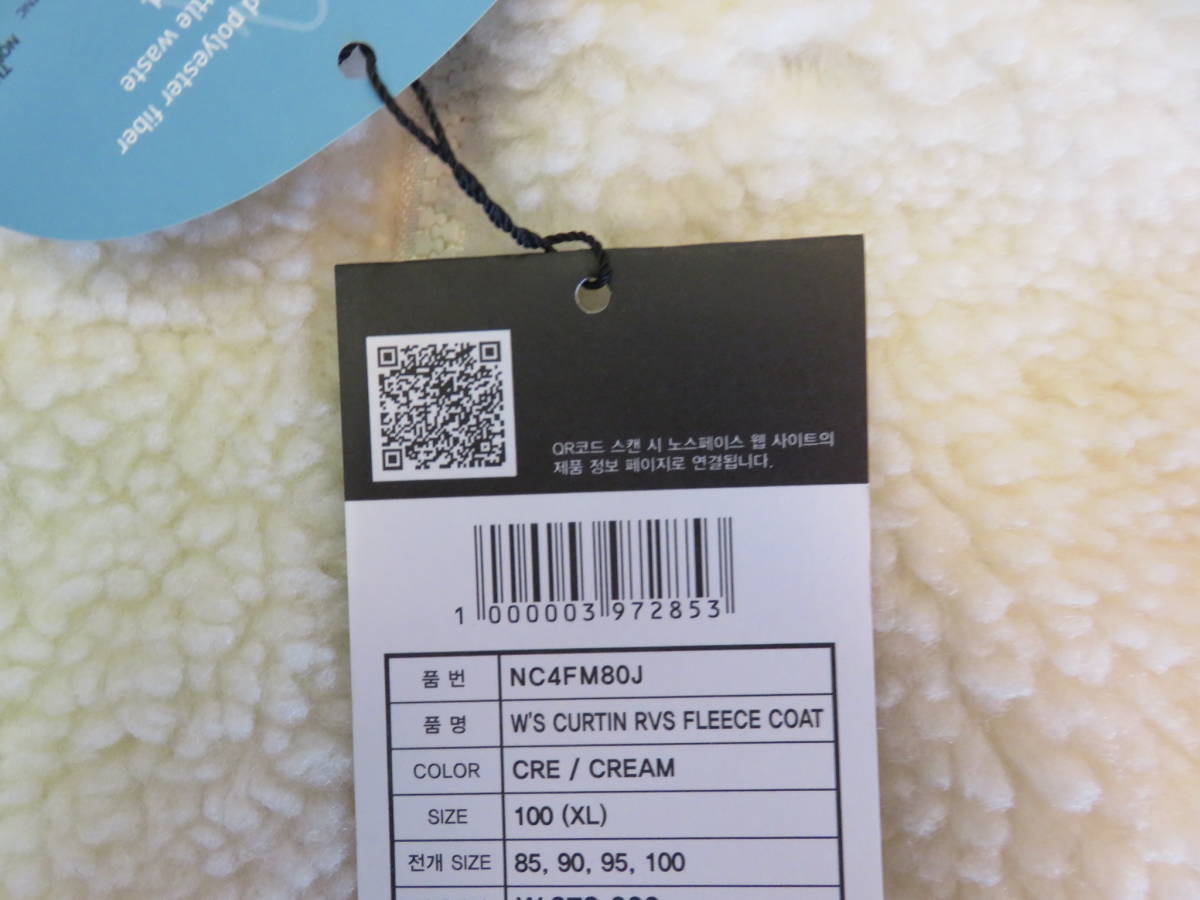 d polyester fiber
ttle waste
QR코드 스캔 시 노스페이스 웹 사이트의
제품 정보 페이지로 연결됩니다.
1 000003 972853
품 번 NC4FM80J
품 명 W'S CURTIN RVS FLEECE COAT
COLOR CRE / CREAM
SIZE 100 (XL)
전개 SIZE 85, 90, 95, 100